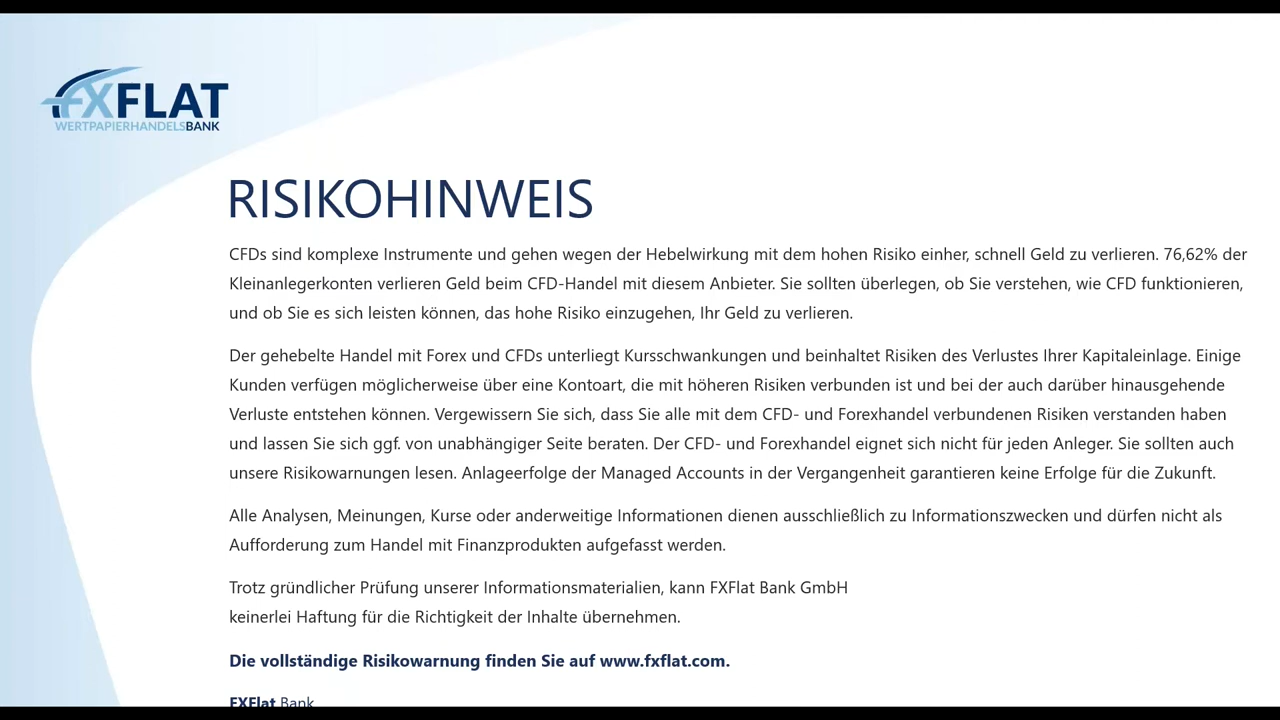 FXFLAT
WERTPAPIERHANDELSBANK
RISIKOHINWEIS
CFDs sind komplexe Instrumente und gehen wegen der Hebelwirkung mit dem hohen Risiko einher, schnell Geld zu verlieren. 76,62% der
Kleinanlegerkonten verlieren Geld beim CFD-Handel mit diesem Anbieter. Sie sollten überlegen, ob Sie verstehen, wie CFD funktionieren,
und ob Sie es sich leisten können, das hohe Risiko einzugehen, Ihr Geld zu verlieren.
Der gehebelte Handel mit Forex und CFDs unterliegt Kursschwankungen und beinhaltet Risiken des Verlustes Ihrer Kapitaleinlage. Einige
Kunden verfügen möglicherweise über eine Kontoart, die mit höheren Risiken verbunden ist und bei der auch darüber hinausgehende
Verluste entstehen können. Vergewissern Sie sich, dass Sie alle mit dem CFD- und Forexhandel verbundenen Risiken verstanden haben
und lassen Sie sich ggf. von unabhängiger Seite beraten. Der CFD- und Forexhandel eignet sich nicht für jeden Anleger. Sie sollten auch
unsere Risikowarnungen lesen. Anlageerfolge der Managed Accounts in der Vergangenheit garantieren keine Erfolge für die Zukunft.
Alle Analysen, Meinungen, Kurse oder anderweitige Informationen dienen ausschließlich zu Informationszwecken und dürfen nicht als
Aufforderung zum Handel mit Finanzprodukten aufgefasst werden.
Trotz gründlicher Prüfung unserer Informationsmaterialien, kann FXFlat Bank GmbH
keinerlei Haftung für die Richtigkeit der Inhalte übernehmen.
Die vollständige Risikowarnung finden Sie auf www.fxflat.com.
FXFlat Bank